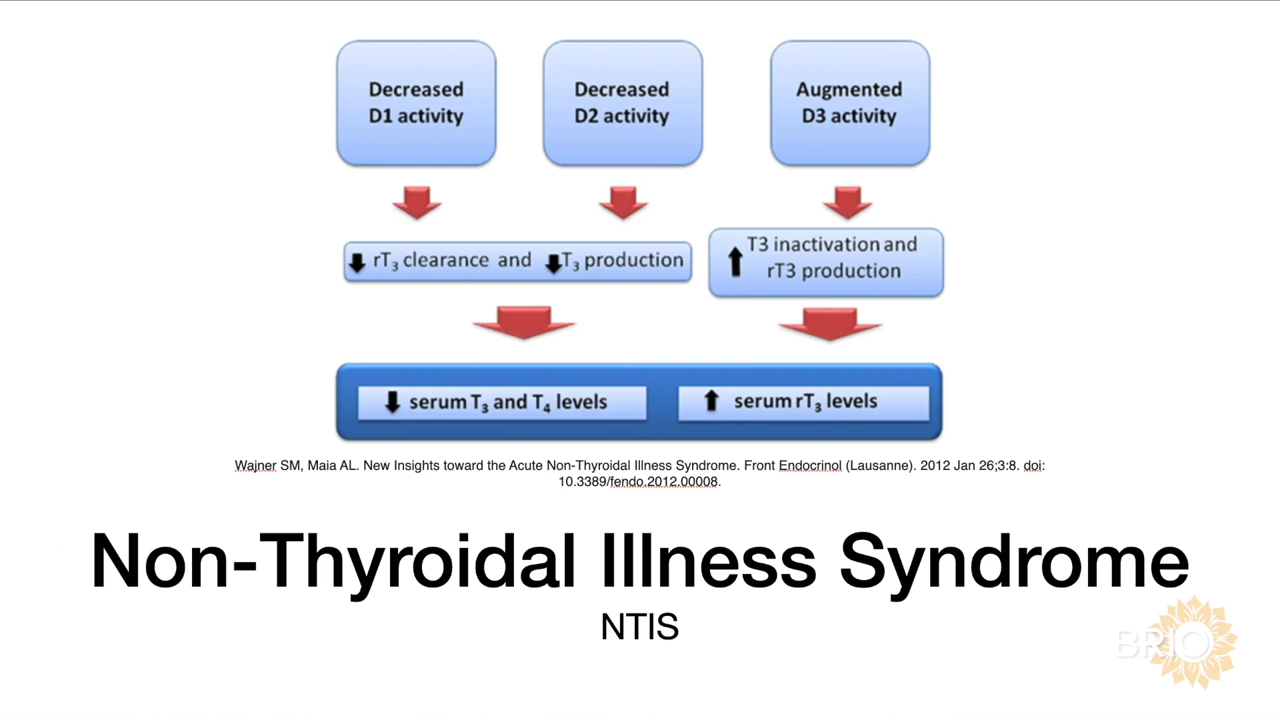 Decreased
D1 activity
Decreased
D2 activity
Augmented
D3 activity
rT3 clearance and T3 production
T3 inactivation and
rT3 production
serum T3 and T4 levels
serum rT3 levels
Wajner SM, Maia AL. New Insights toward the Acute Non-Thyroidal Illness Syndrome. Front Endocrinol (Lausanne). 2012 Jan 26;3:8. doi:
10.3389/fendo.2012.00008.
Non-Thyroidal Illness Syndrome
NTIS
BRIO